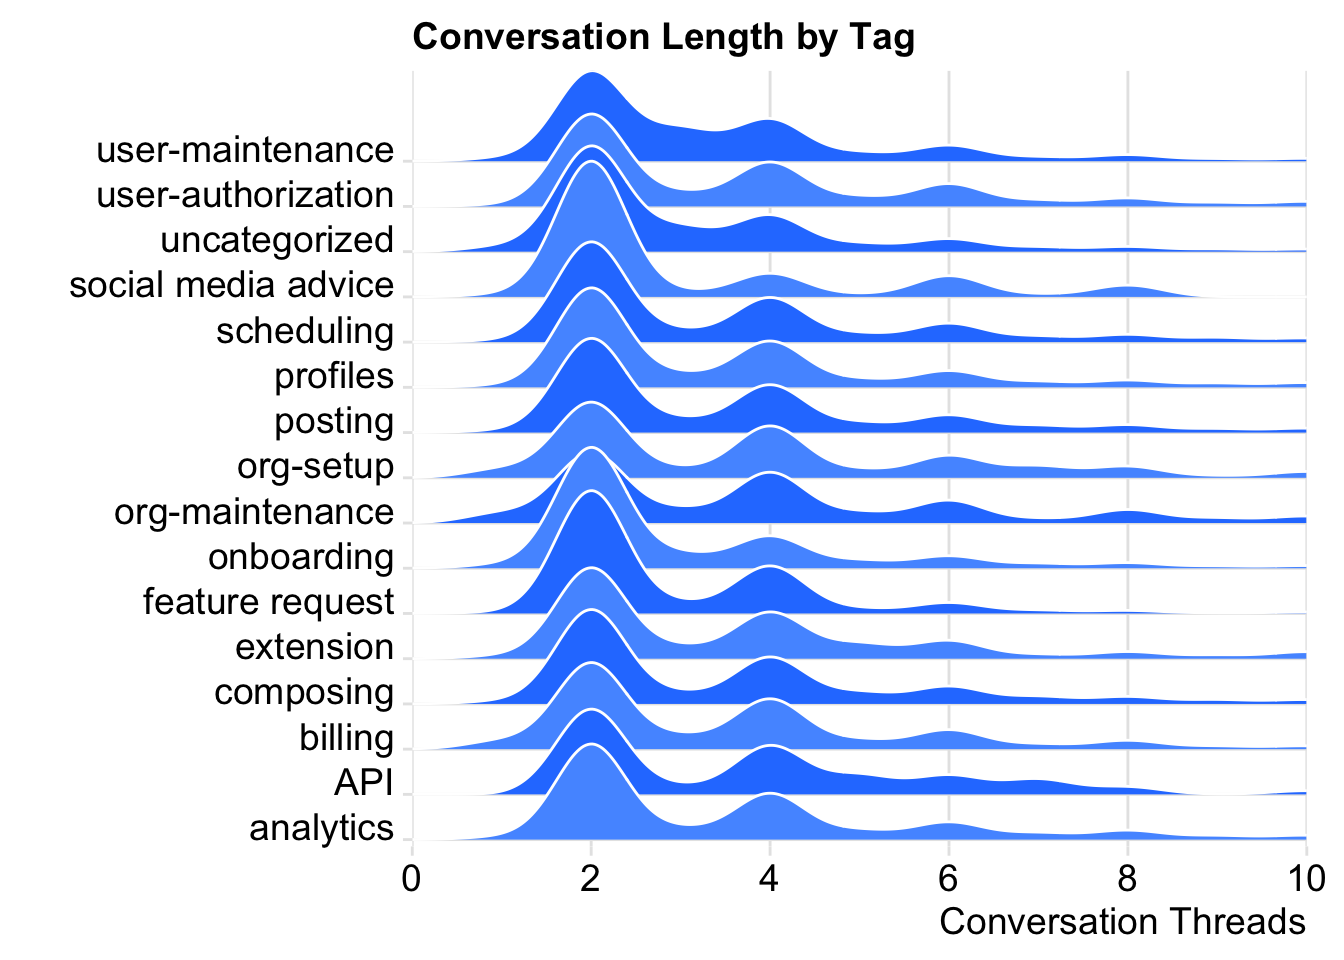 Conversation Length by Tag
user-maintenance
user-authorization
uncategorized
social media advice
scheduling
profiles
posting
org-setup
org-maintenance
onboarding
feature request
extension
composing
billing
API
analytics
0 2 4 6 8 10
Conversation Threads